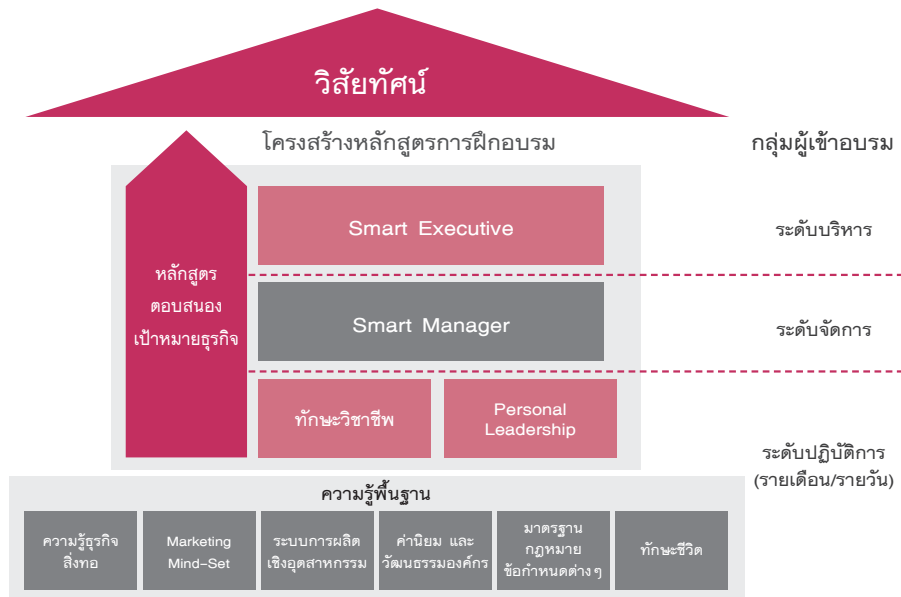 วิสัยทัศน์
โครงสร้างหลักสูตรการฝึกอบรม
กลุ่มผู้เข้าอบรม
หลักสูตร
ตอบสนอง
เป้าหมายธุรกิจ
Smart Executive
ระดับบริหาร
Smart Manager
ระดับจัดการ
ทักษะวิชาชีพ
Personal
Leadership
ระดับปฏิบัติการ
(รายเดือน/รายวัน)
ความรู้พื้นฐาน
ความรู้ธุรกิจ
สิ่งทอ
Marketing
Mind-Set
ระบบการผลิต
เชิงอุตสาหกรรม
ค่านิยม และ
วัฒนธรรมองค์กร
มาตรฐาน
กฎหมาย
ข้อกำหนดต่างๆ
ทักษะชีวิต